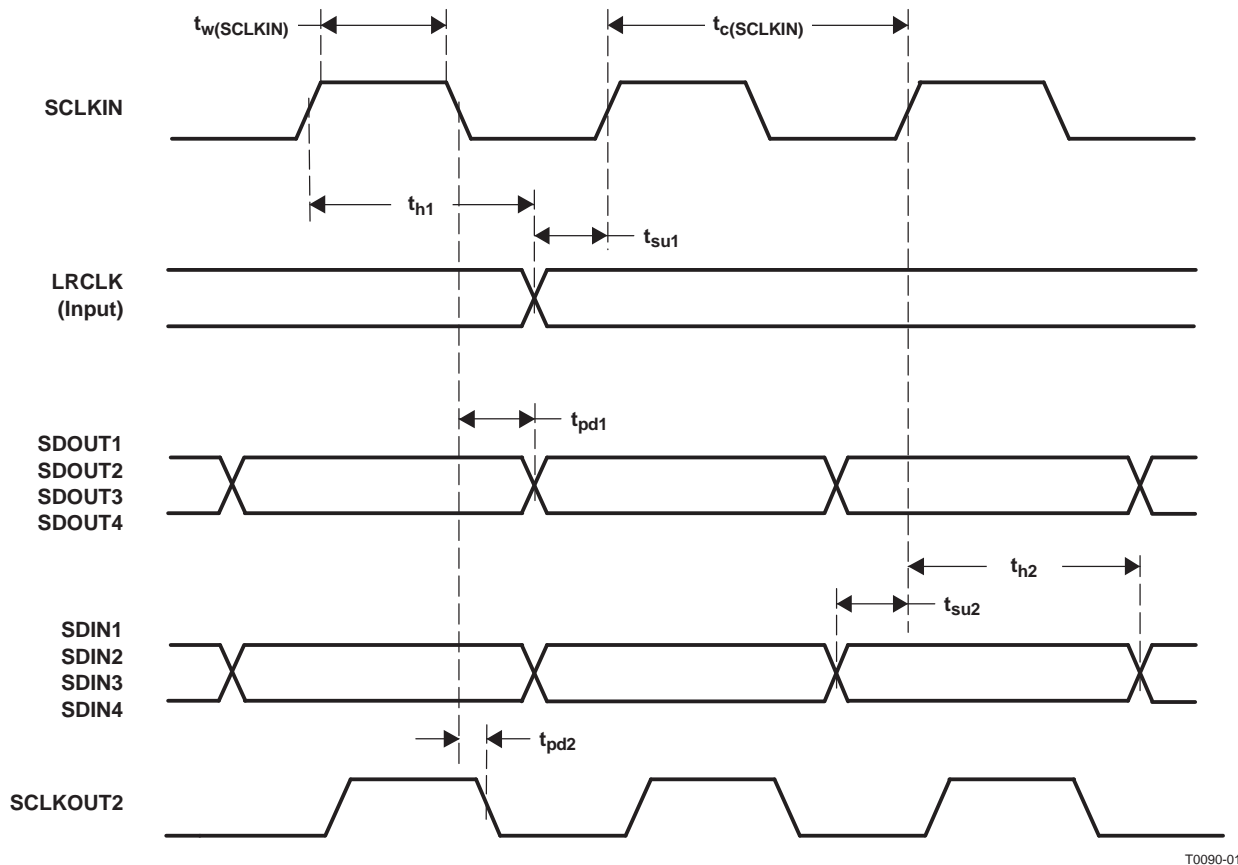 tw(SCLKIN)
tc(SCLKIN)
SCLKIN
th1
tsu1
LRCLK
(Input)
tpd1
SDOUT1
SDOUT2
SDOUT3
SDOUT4
th2
tsu2
SDIN1
SDIN2
SDIN3
SDIN4
tpd2
SCLKOUT2
T0090-01